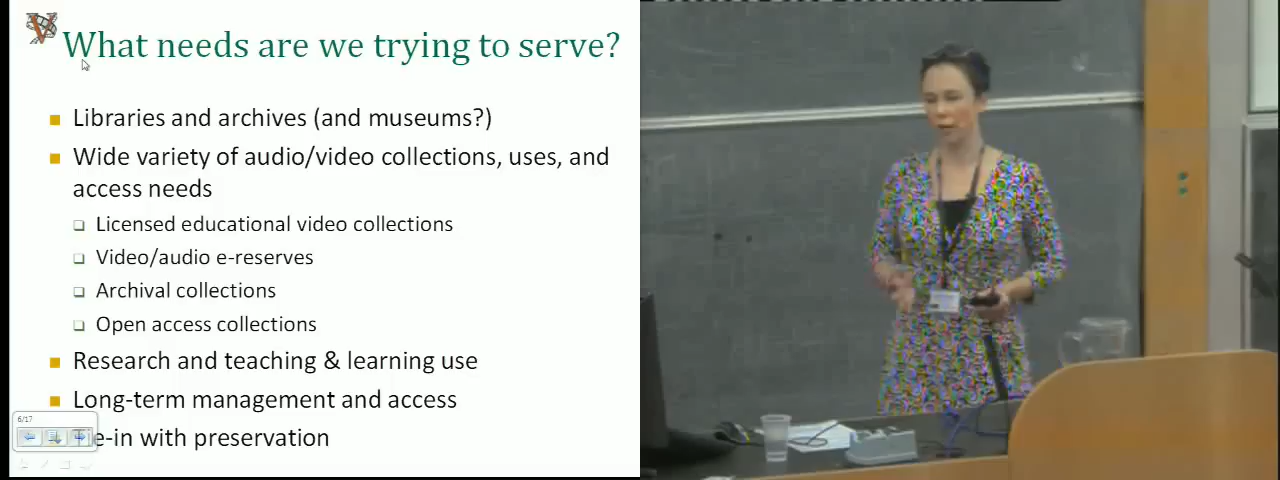 What needs are we trying to serve?
Libraries and archives (and museums?)
Wide variety of audio/video collections, uses, and
access needs
Licensed educational video collections
Video/audio e-reserves
Archival collections
Open access collections
Research and teaching & learning use
Long-term management and access
6/17
e-in with preservation